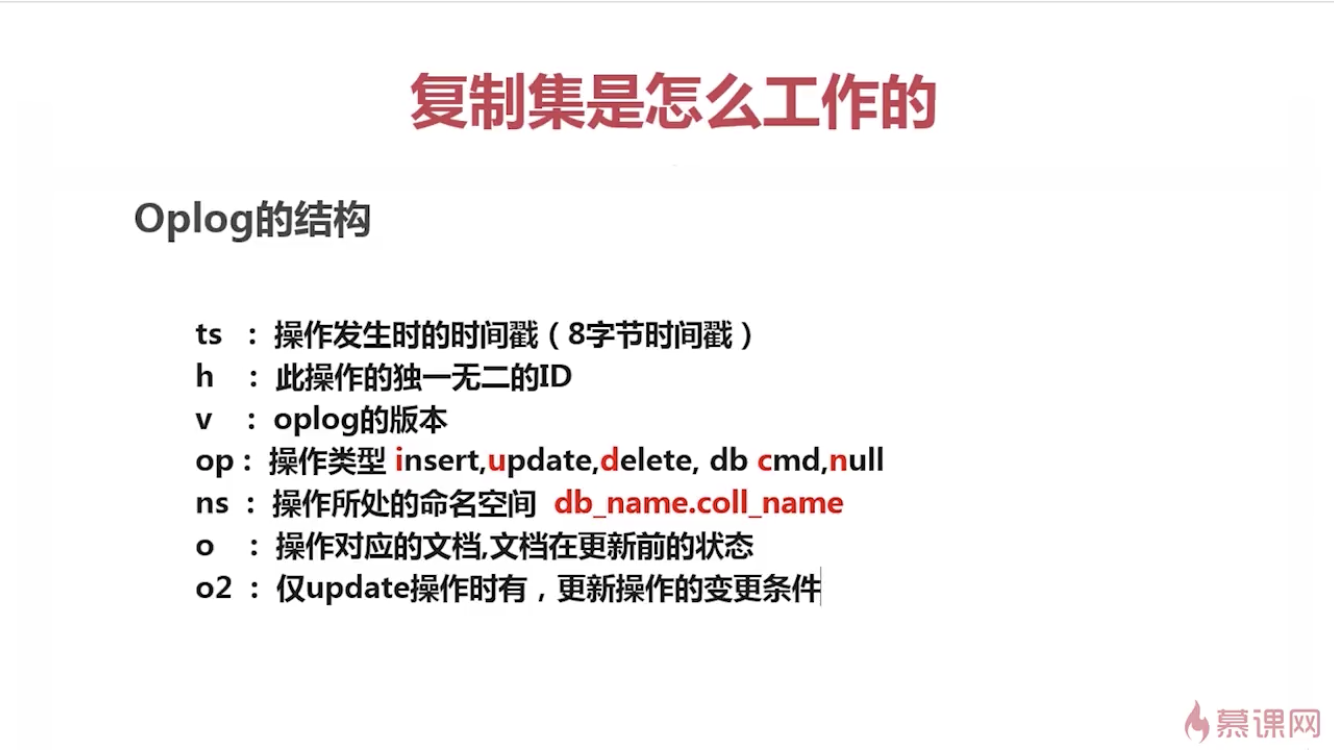 复制集是怎么工作的
Oplog的结构
ts : 操作发生时的时间戳（8字节时间戳）
h : 此操作的独一无二的ID
v : oplog的版本
op : 操作类型 insert,update,delete, db cmd,null
ns : 操作所处的命名空间 db_name.coll_name
o : 操作对应的文档,文档在更新前的状态
o2 : 仅update操作时有，更新操作的变更条件
慕课网